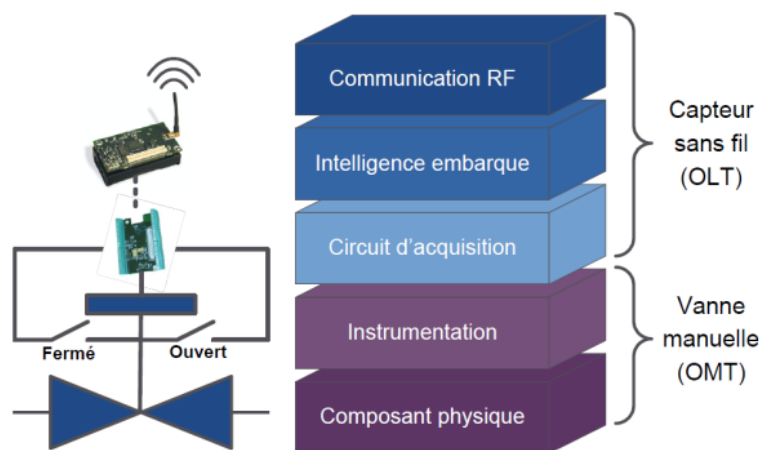 Communication RF
Intelligence embarque
Circuit d'acquisition
Instrumentation
Composant physique
Capteur
sans fil
(OLT)
Vanne
manuelle
(OMT)
Fermé
Ouvert